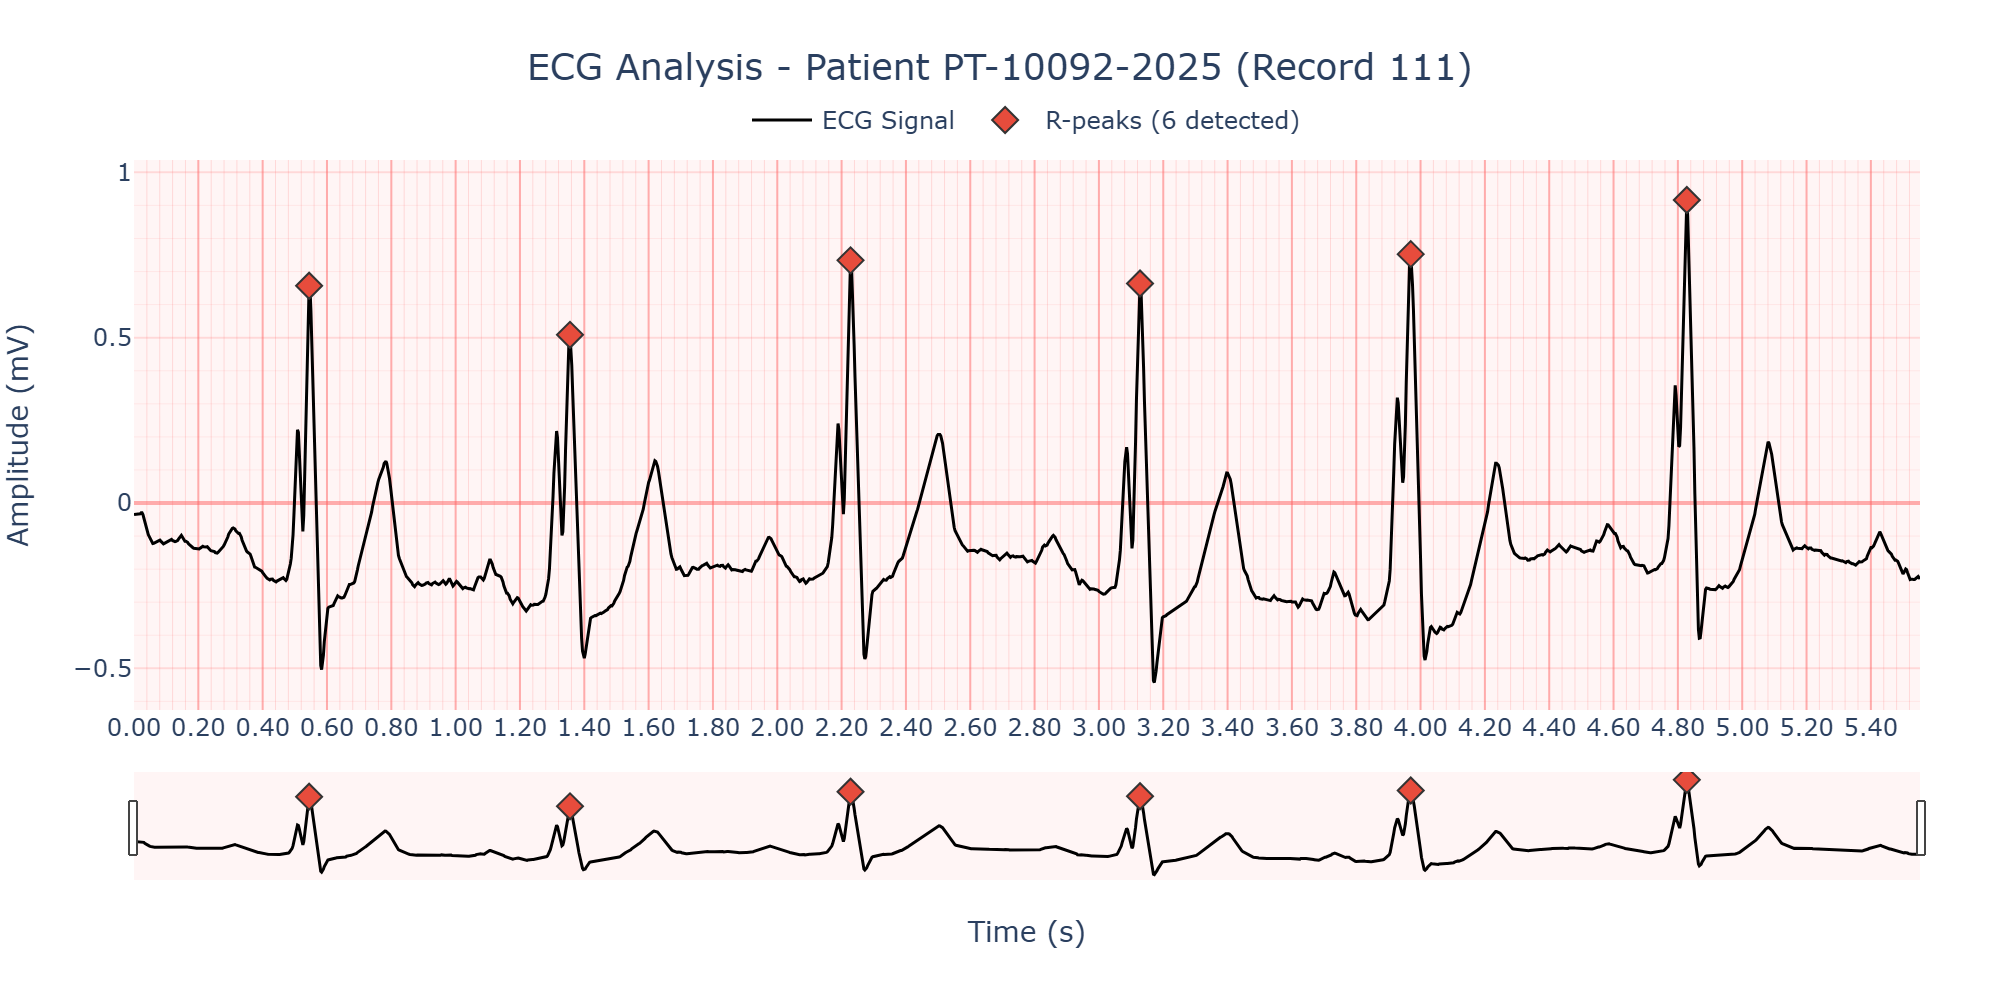 ECG Analysis - Patient PT-10092-2025 (Record 111)
ECG Signal R-peaks (6 detected)
1
0.5
0
−0.5
Amplitude (mV)
0.00 0.20 0.40 0.60 0.80 1.00 1.20 1.40 1.60 1.80 2.00 2.20 2.40 2.60 2.80 3.00 3.20 3.40 3.60 3.80 4.00 4.20 4.40 4.60 4.80 5.00 5.20 5.40
Time (s)